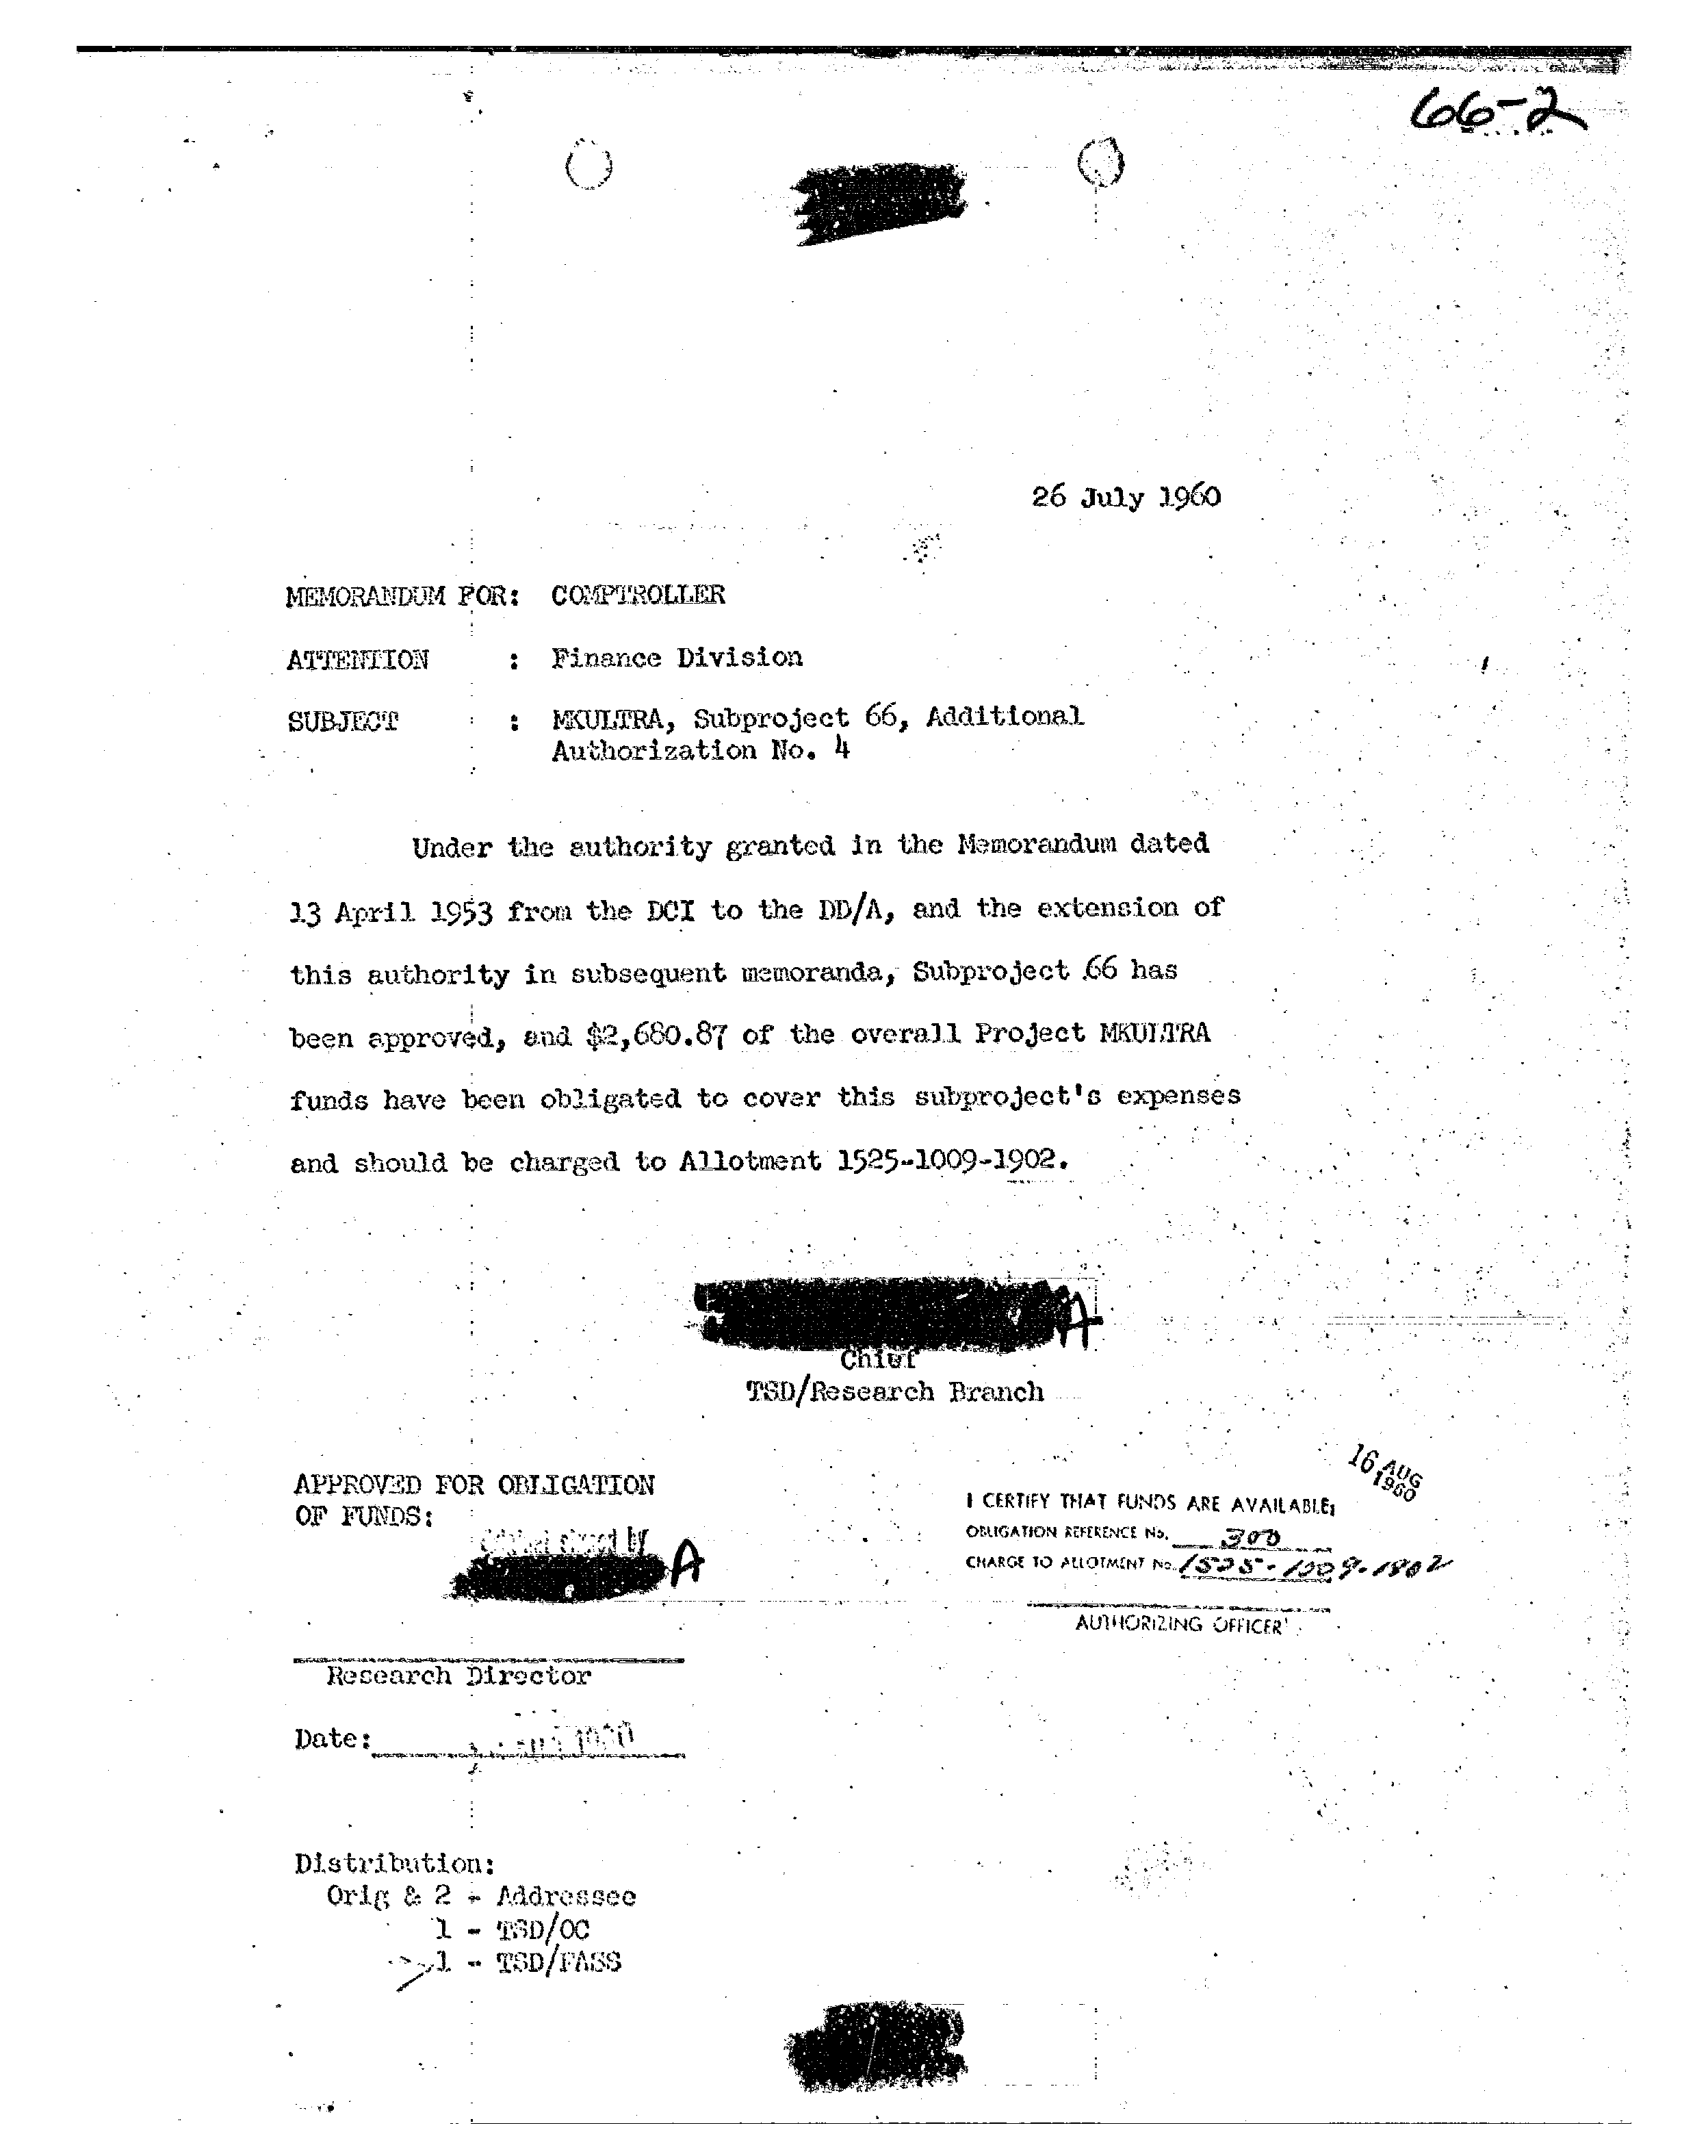 66-2
26 July 1960
MEMORANDUM FOR: COMPTROLLER
ATTENTION : Finance Division
SUBJECT : MKULTRA, Subproject 66, Additional
Authorization No. 4
Under the authority granted in the Memorandum dated
13 April 1953 from the DCI to the DD/A, and the extension of
this authority in subsequent memoranda, Subproject 66 has
been approved, and $2,680.87 of the overall Project MKULTRA
funds have been obligated to cover this subproject's expenses
and should be charged to Allotment 1525-1009-1902.
A
Chief
TSD/Research Branch
16 AUG
1960
APPROVED FOR OBLIGATION
OF FUNDS:
I CERTIFY THAT FUNDS ARE AVAILABLE;
OBLIGATION REFERENCE No. 300
CHARGE TO ALLOTMENT No. 1525-1009-1902
A
AUTHORIZING OFFICER
Research Director
Date: 1960
Distribution:
Orig & 2 - Addressee
1 - TSD/OC
1 - TSD/FASS